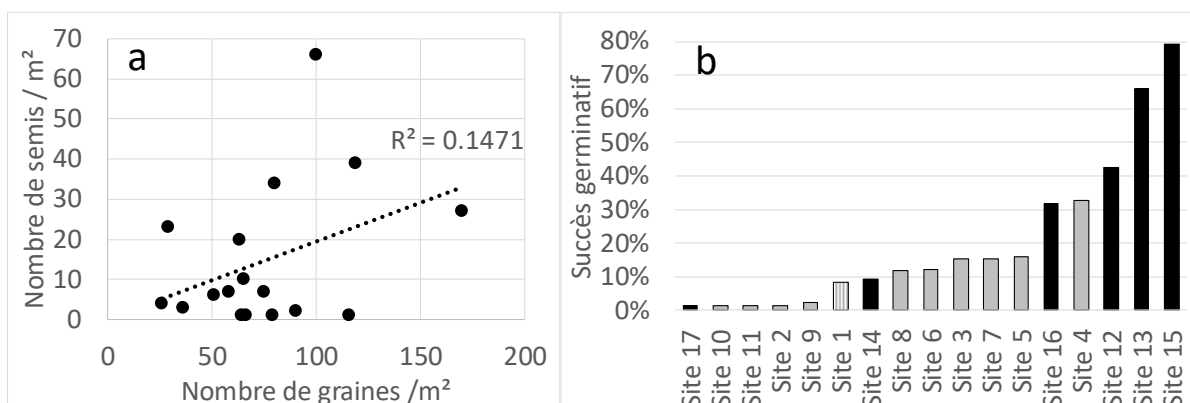 a
70
60
50
40
30
20
10
0
Nombre de semis / m²
R² = 0.1471
0 50 100 150 200
Nombre de graines /m²
b
80%
70%
60%
50%
40%
30%
20%
10%
0%
Succès germinatif
Site 17
Site 10
Site 11
Site 2
Site 9
Site 1
Site 14
Site 8
Site 6
Site 3
Site 7
Site 5
Site 16
Site 4
Site 12
Site 13
Site 15